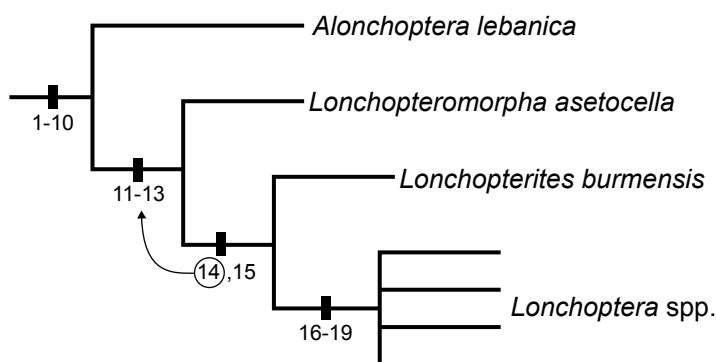 Alonchoptera lebanica
Lonchopteromorpha asetocella
1-10
Lonchopterites burmensis
11-13
14,15
Lonchoptera spp.
16-19